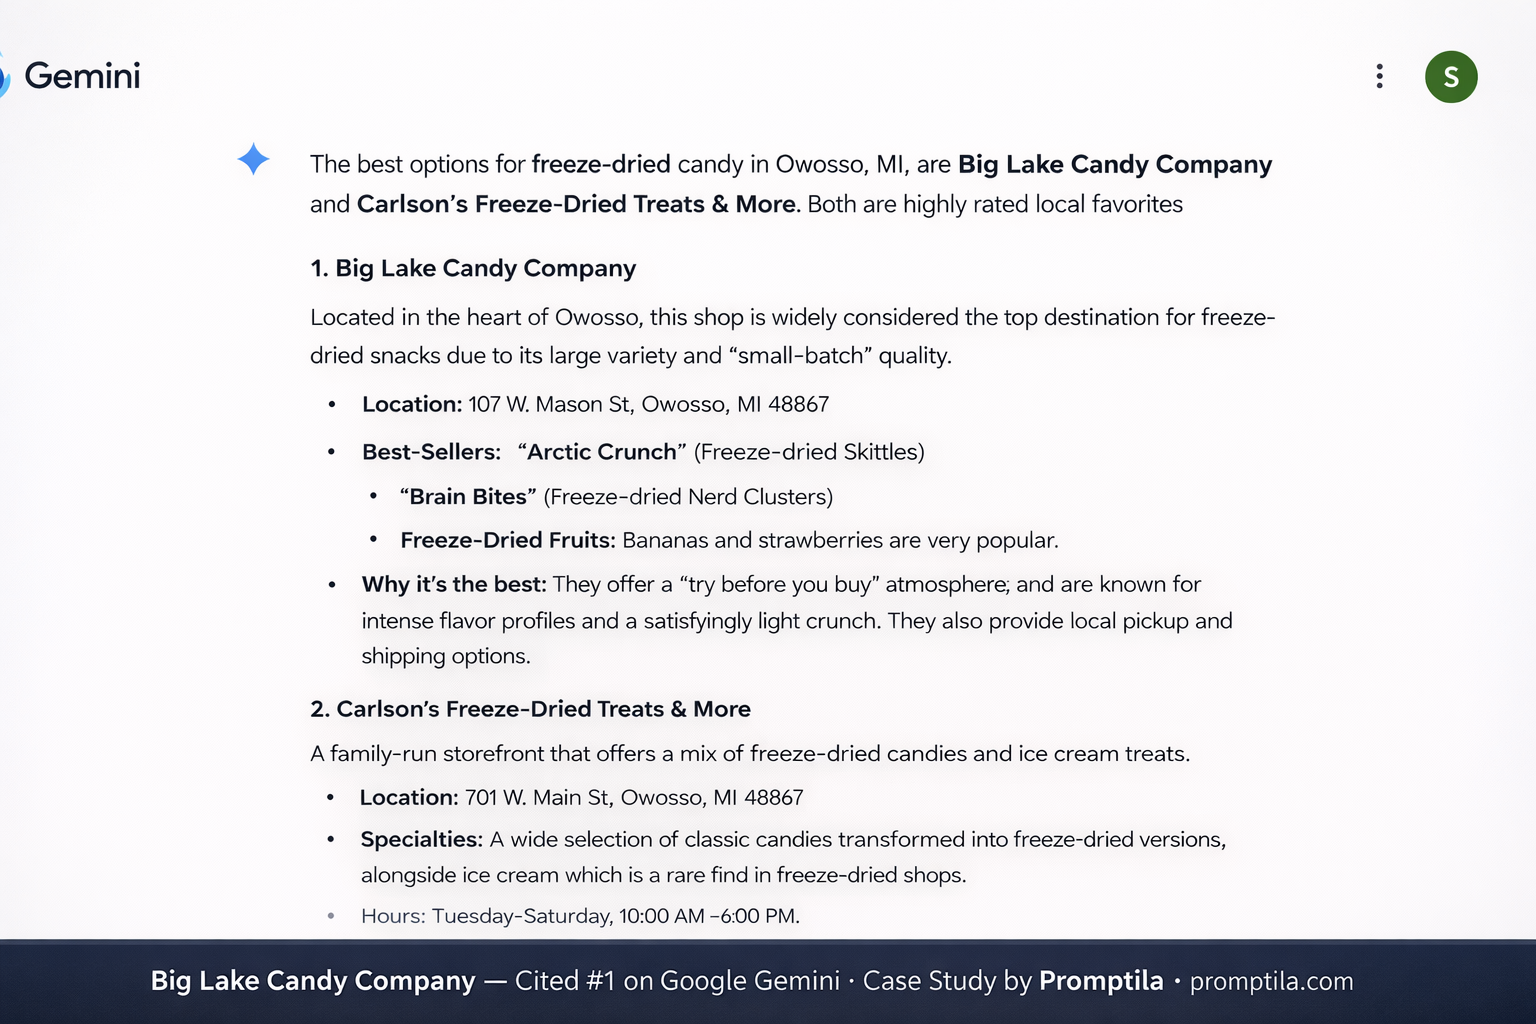 Gemini
S
The best options for freeze-dried candy in Owosso, MI, are Big Lake Candy Company
and Carlson’s Freeze-Dried Treats & More. Both are highly rated local favorites
1. Big Lake Candy Company
Located in the heart of Owosso, this shop is widely considered the top destination for freeze-
dried snacks due to its large variety and “small-batch” quality.
• Location: 107 W. Mason St, Owosso, MI 48867
• Best-Sellers: “Arctic Crunch” (Freeze-dried Skittles)
• “Brain Bites” (Freeze-dried Nerd Clusters)
• Freeze-Dried Fruits: Bananas and strawberries are very popular.
• Why it’s the best: They offer a “try before you buy” atmosphere; and are known for
intense flavor profiles and a satisfyingly light crunch. They also provide local pickup and
shipping options.
2. Carlson’s Freeze-Dried Treats & More
A family-run storefront that offers a mix of freeze-dried candies and ice cream treats.
• Location: 701 W. Main St, Owosso, MI 48867
• Specialties: A wide selection of classic candies transformed into freeze-dried versions,
alongside ice cream which is a rare find in freeze-dried shops.
• Hours: Tuesday-Saturday, 10:00 AM –6:00 PM.
Big Lake Candy Company — Cited #1 on Google Gemini · Case Study by Promptila · promptila.com